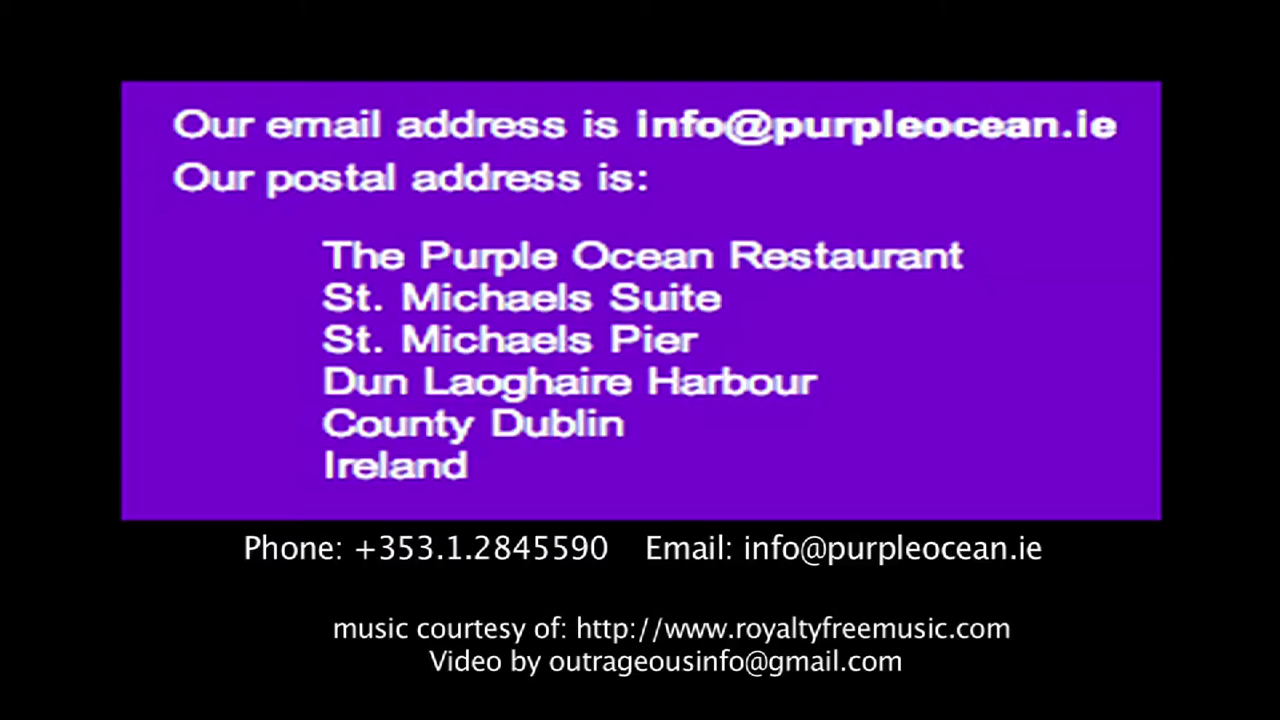 Our email address is info@purpleocean.ie
Our postal address is:
The Purple Ocean Restaurant
St. Michaels Suite
St. Michaels Pier
Dun Laoghaire Harbour
County Dublin
Ireland
Phone: +353.1.2845590 Email: info@purpleocean.ie
music courtesy of: http://www.royaltyfreemusic.com
Video by outrageousinfo@gmail.com